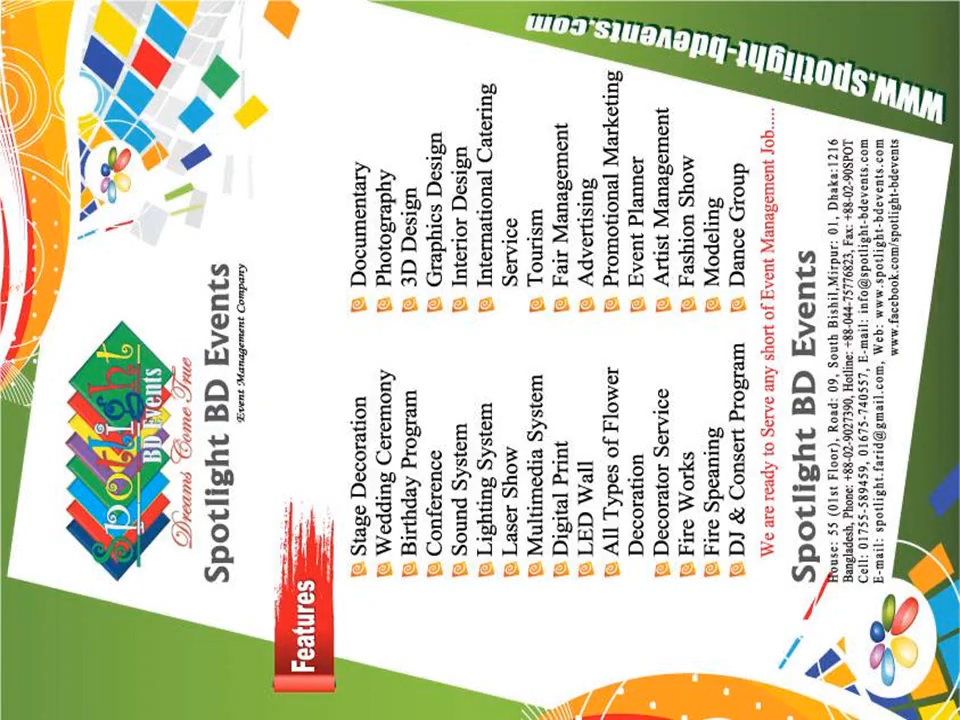 Spotlight
BD Events
Dreams Come True
Spotlight BD Events
Event Management Company
Features
Stage Decoration
Wedding Ceremony
Birthday Program
Conference
Sound System
Lighting System
Laser Show
Multimedia System
Digital Print
LED Wall
All Types of Flower
Decoration
Decorator Service
Fire Works
Fire Speaning
DJ & Consert Program
Documentary
Photography
3D Design
Graphics Design
Interior Design
International Catering
Service
Tourism
Fair Management
Advertising
Promotional Marketing
Event Planner
Artist Management
Fashion Show
Modeling
Dance Group
We are ready to Serve any short of Event Management Job.....
Spotlight BD Events
House: 55 (01st Floor), Road: 09, South Bishil,Mirpur: 01, Dhaka:1216
Bangladesh, Phone: +88-02-9027390, Hotline: +88-044-75776823, Fax: +88-02-90SPOT
Cell: 01755-589459, 01675-740557, E-mail: info@spotlight-bdevents.com
E-mail: spotlight.farid@gmail.com, Web: www.spotlight-bdevents.com
www.facebook.com/spotlight-bdevents
www.spotlight-bdevents.com